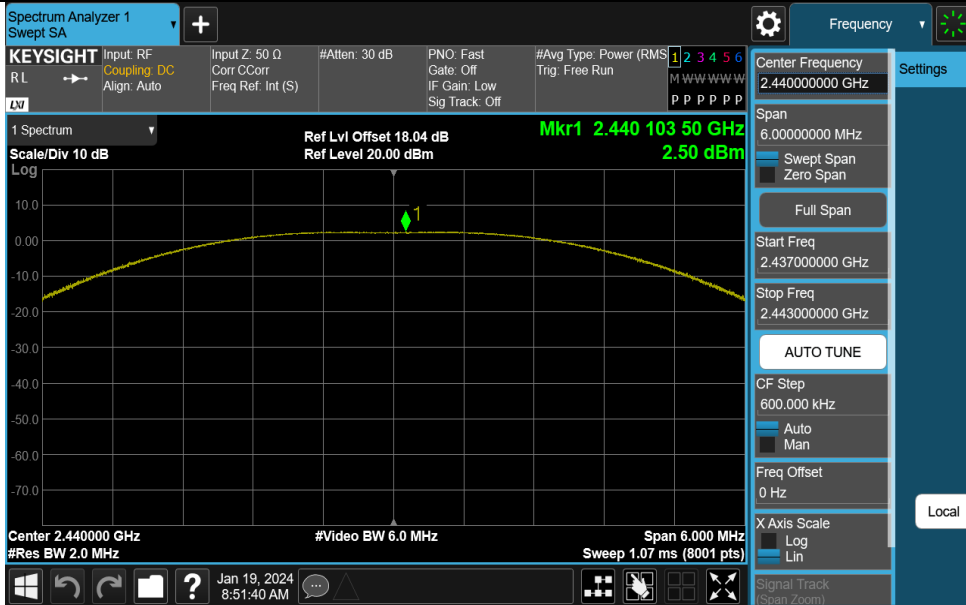 Spectrum Analyzer 1
Swept SA
+
Frequency
KEYSIGHT
RL
LXI
Input: RF
Coupling: DC
Align: Auto
Input Z: 50 Ω
Corr CCorr
Freq Ref: Int (S)
#Atten: 30 dB
PNO: Fast
Gate: Off
IF Gain: Low
Sig Track: Off
#Avg Type: Power (RMS
Trig: Free Run
1 2 3 4 5 6
M W W W W W
P P P P P P
1 Spectrum
Scale/Div 10 dB
Log
Ref Lvl Offset 18.04 dB
Ref Level 20.00 dBm
Mkr1 2.440 103 50 GHz
2.50 dBm
1
10.0
0.00
-10.0
-20.0
-30.0
-40.0
-50.0
-60.0
-70.0
Center 2.440000 GHz
#Res BW 2.0 MHz
#Video BW 6.0 MHz
Span 6.000 MHz
Sweep 1.07 ms (8001 pts)
Center Frequency
2.440000000 GHz
Span
6.00000000 MHz
Swept Span
Zero Span
Full Span
Start Freq
2.437000000 GHz
Stop Freq
2.443000000 GHz
AUTO TUNE
CF Step
600.000 kHz
Auto
Man
Freq Offset
0 Hz
X Axis Scale
Log
Lin
Signal Track
(Span Zoom)
Settings
Local
?
Jan 19, 2024
8:51:40 AM